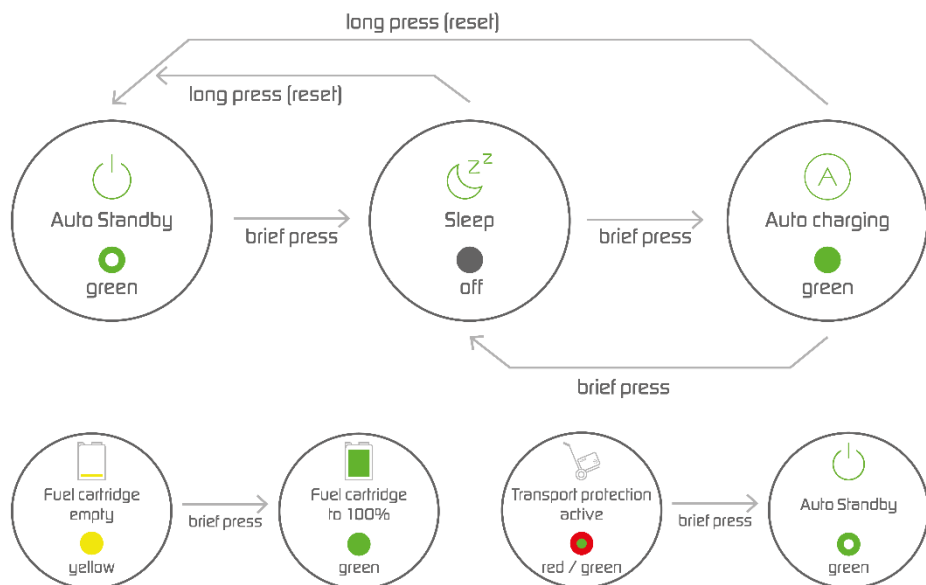 long press (reset)
long press (reset)
z z
Auto Standby
green
brief press
Sleep
off
brief press
A
Auto charging
green
brief press
Fuel cartridge
empty
yellow
brief press
Fuel cartridge
to 100%
green
Transport protection
active
red / green
brief press
Auto Standby
green